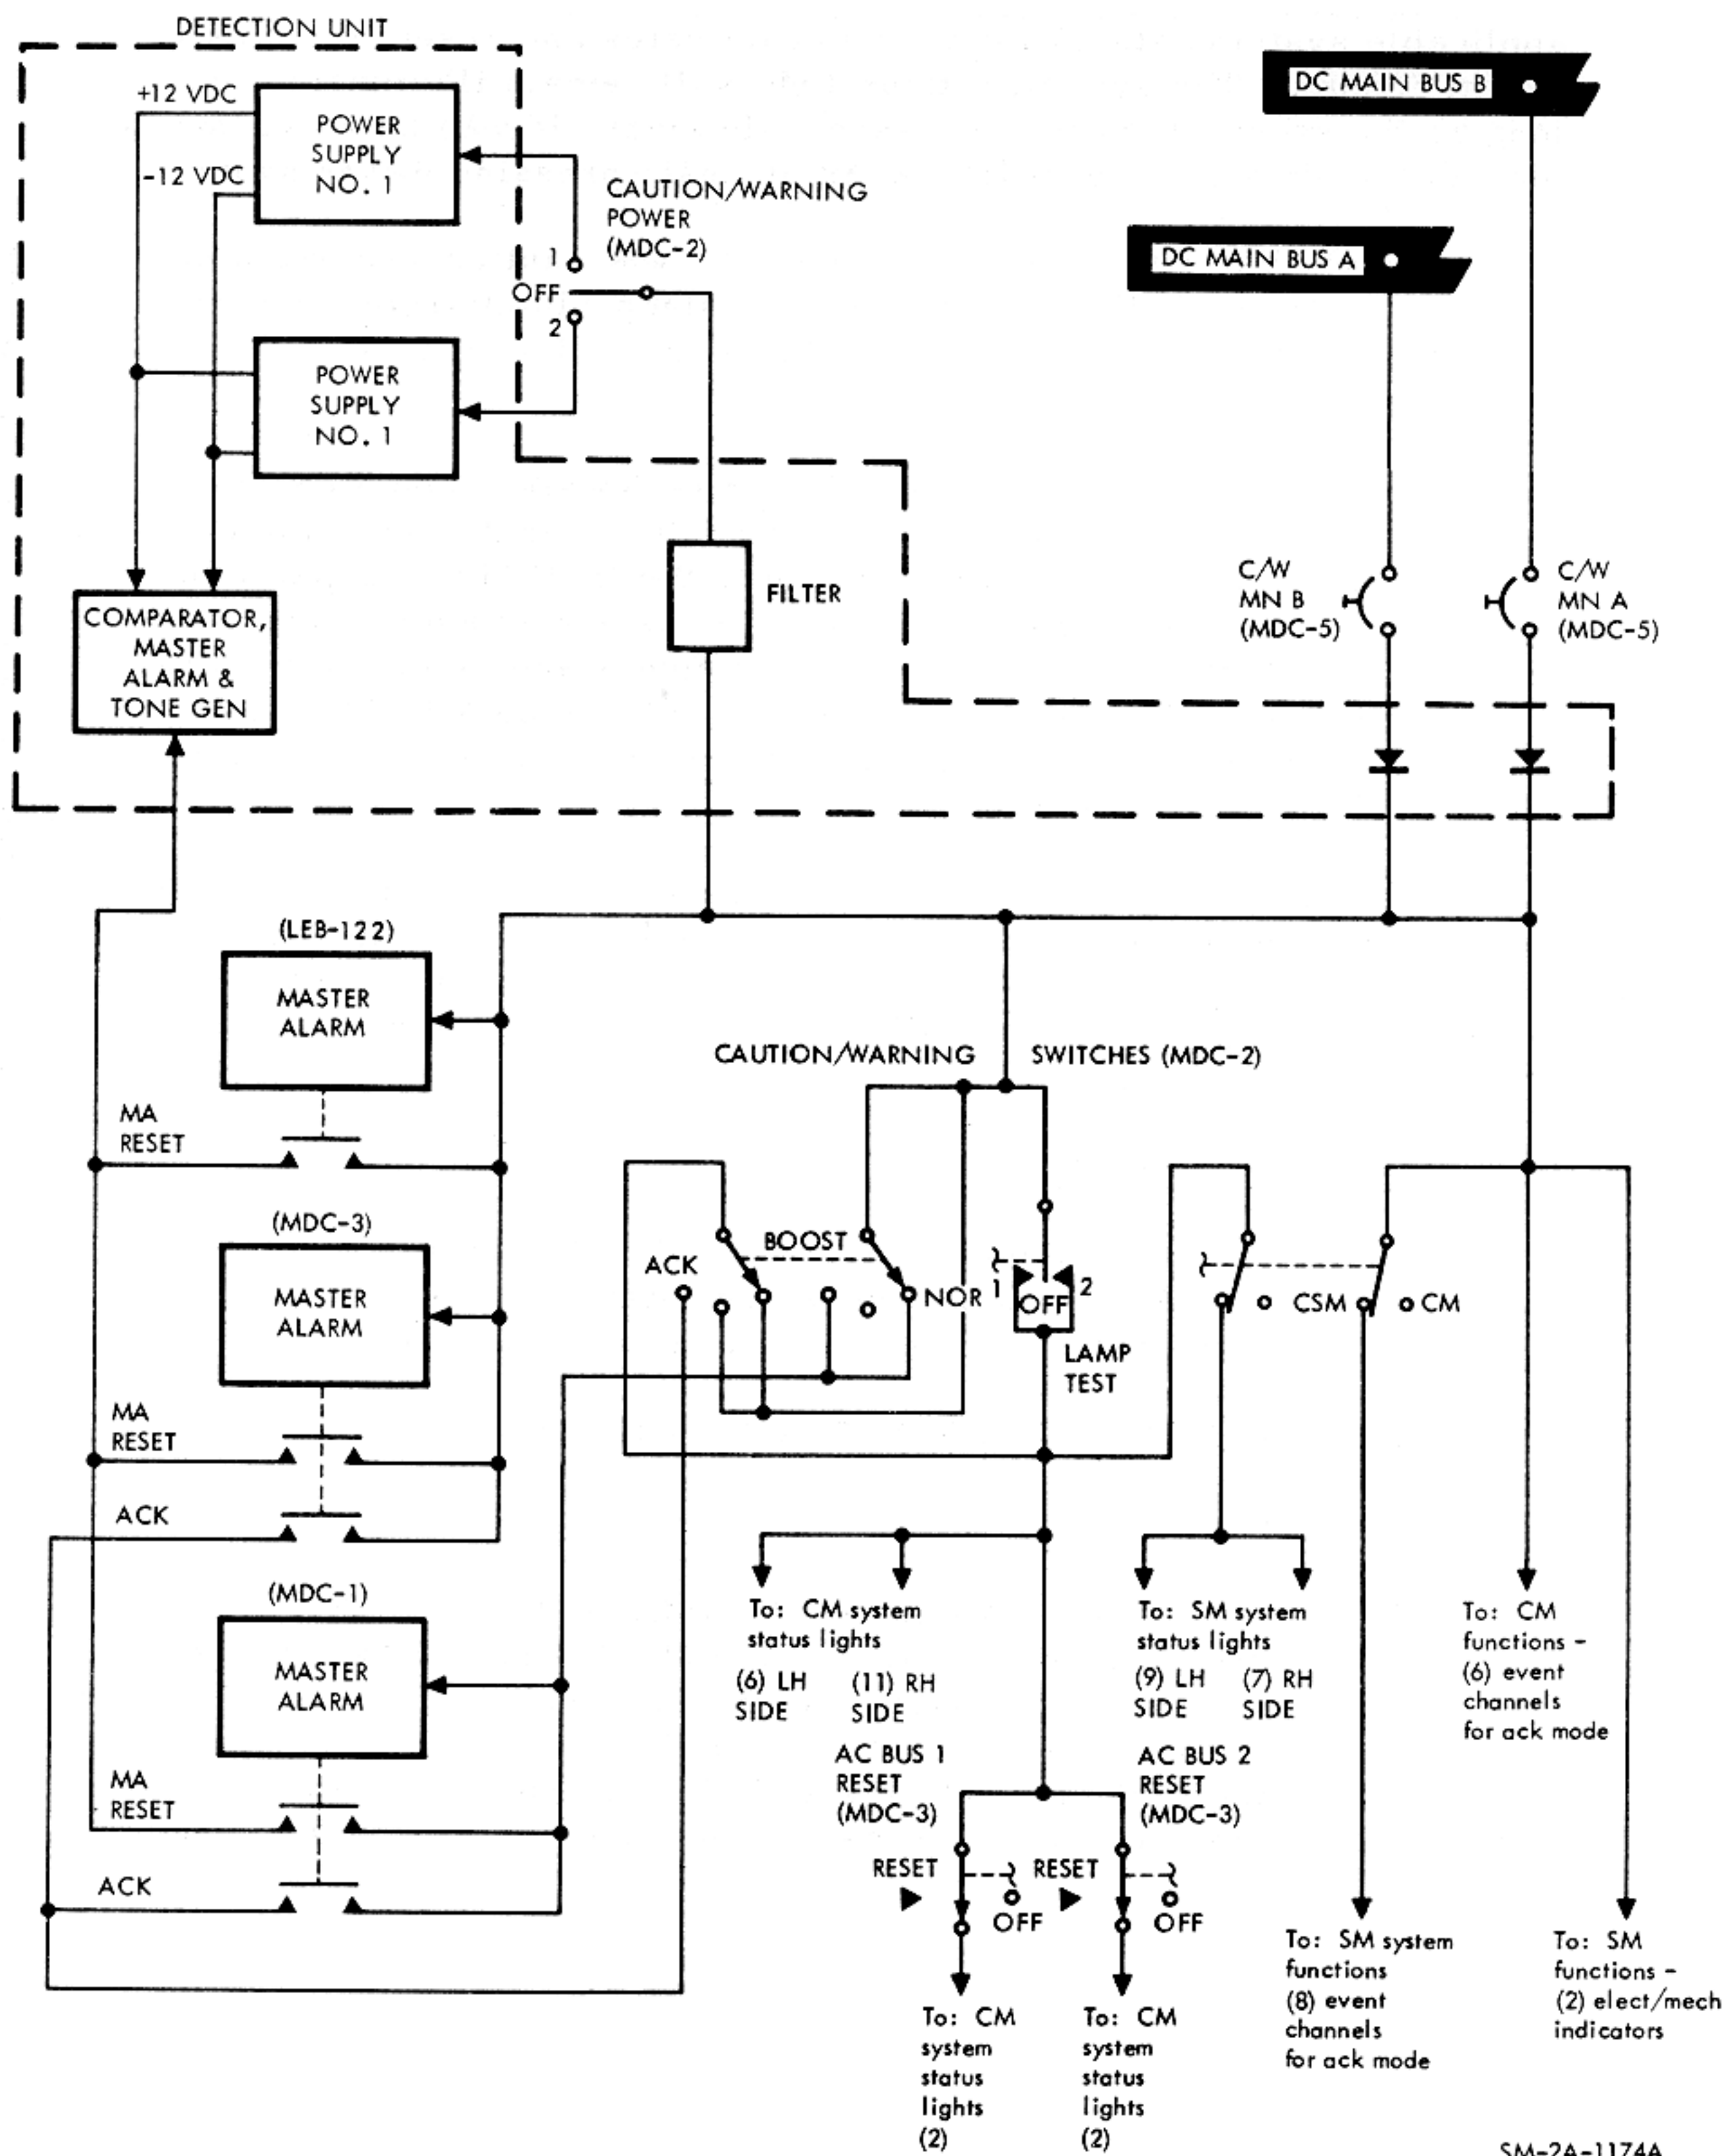 DETECTION UNIT
+12 VDC
-12 VDC
POWER
SUPPLY
NO. 1
CAUTION/WARNING
POWER
(MDC-2)
1
OFF
2
POWER
SUPPLY
NO. 1
DC MAIN BUS B
DC MAIN BUS A
COMPARATOR,
MASTER
ALARM &
TONE GEN
FILTER
C/W
MN B
(MDC-5)
C/W
MN A
(MDC-5)
(LEB-122)
MASTER
ALARM
MA
RESET
(MDC-3)
MASTER
ALARM
MA
RESET
ACK
(MDC-1)
MASTER
ALARM
MA
RESET
ACK
CAUTION/WARNING SWITCHES (MDC-2)
ACK
BOOST
NOR
1
OFF
2
LAMP
TEST
CSM
CM
To: CM system
status lights
(6) LH
SIDE
(11) RH
SIDE
To: SM system
status lights
(9) LH
SIDE
(7) RH
SIDE
To: CM
functions -
(6) event
channels
for ack mode
AC BUS 1
RESET
(MDC-3)
AC BUS 2
RESET
(MDC-3)
RESET
OFF
RESET
OFF
To: CM
system
status
lights
(2)
To: CM
system
status
lights
(2)
To: SM system
functions
(8) event
channels
for ack mode
To: SM
functions -
(2) elect/mech
indicators
SM-2A-1174A